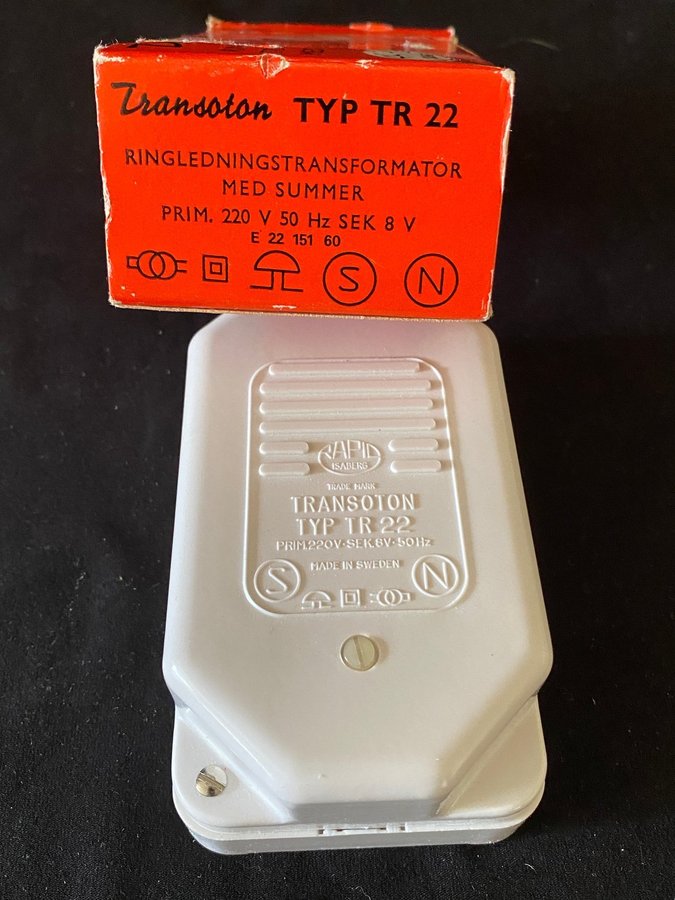 Transoton TYP TR 22
RINGLEDNINGSTRANSFORMATOR
MED SUMMER
PRIM. 220 V 50 Hz SEK 8 V
E 22 151 60
S N
RAPID
ISABERG
TRADE MARK
TRANSOTON
TYP TR 22
PRIM.220V·SEK.8V·50Hz
MADE IN SWEDEN
S N